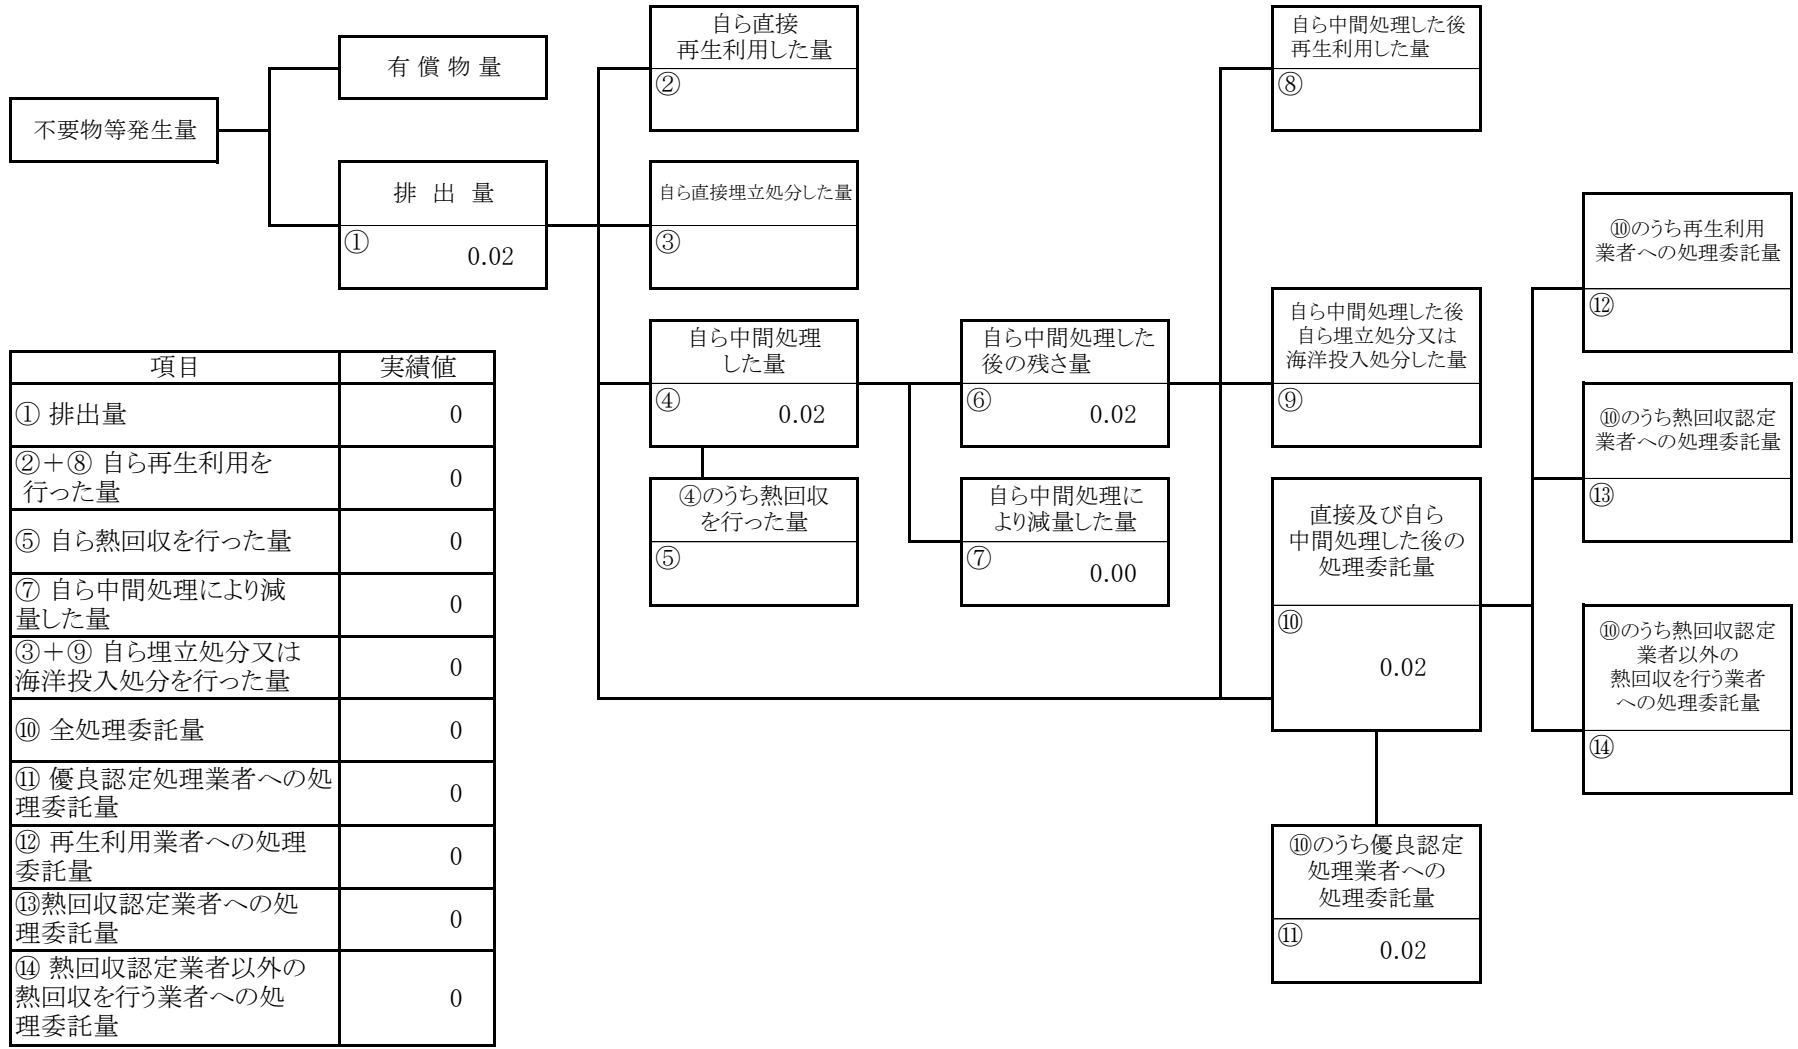 不要物等発生量
有 償 物 量
排 出 量
①
0.02
自ら直接
再生利用した量
②
自ら直接埋立処分した量
③
自ら中間処理
した量
④
0.02
④のうち熱回収
を行った量
⑤
自ら中間処理した
後の残さ量
⑥
0.02
自ら中間処理に
より減量した量
⑦
0.00
自ら中間処理した後
再生利用した量
⑧
自ら中間処理した後
自ら埋立処分又は
海洋投入処分した量
⑨
直接及び自ら
中間処理した後の
処理委託量
⑩
0.02
⑩のうち優良認定
処理業者への
処理委託量
⑪
0.02
⑩のうち再生利用
業者への処理委託量
⑫
⑩のうち熱回収認定
業者への処理委託量
⑬
⑩のうち熱回収認定
業者以外の
熱回収を行う業者
への処理委託量
⑭
項目 実績値
① 排出量 0
②＋⑧ 自ら再生利用を
行った量 0
⑤ 自ら熱回収を行った量 0
⑦ 自ら中間処理により減
量した量 0
③＋⑨ 自ら埋立処分又は
海洋投入処分を行った量 0
⑩ 全処理委託量 0
⑪ 優良認定処理業者への処
理委託量 0
⑫ 再生利用業者への処理
委託量 0
⑬熱回収認定業者への処
理委託量 0
⑭ 熱回収認定業者以外の
熱回収を行う業者への処
理委託量 0